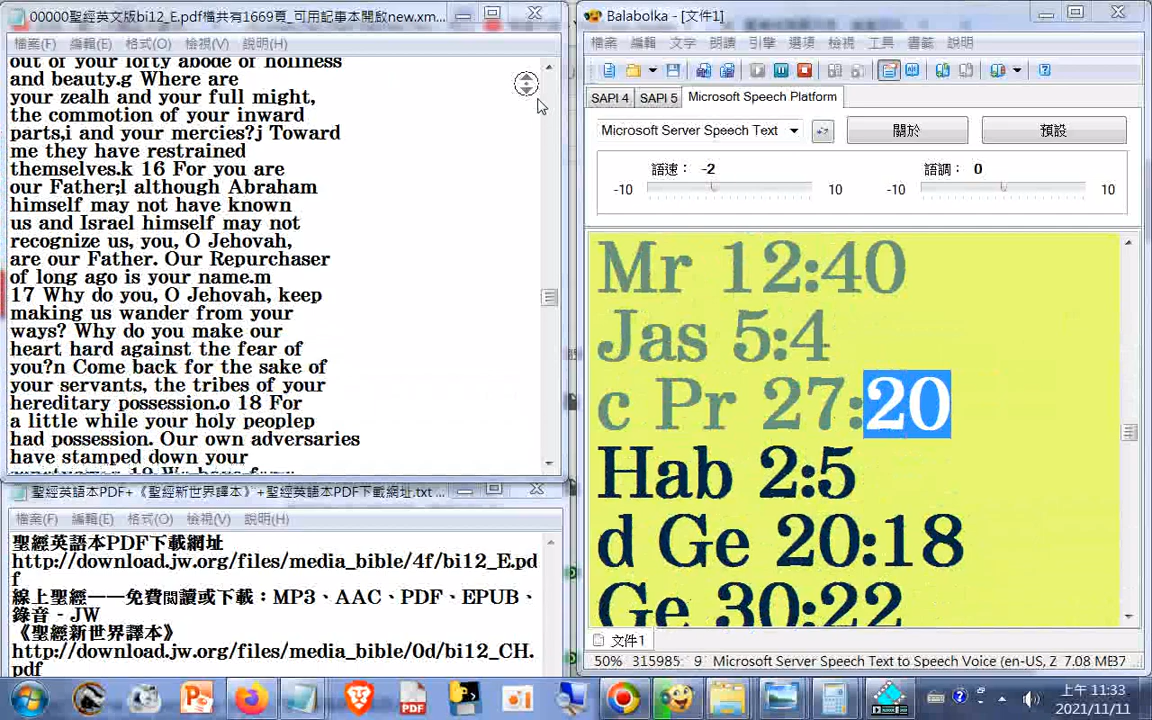 00000聖經英文版bi12_E.pdf檔共有1669頁_可用記事本開啟new.xm...
檔案(F) 編輯(E) 格式(O) 檢視(V) 說明(H)
out of your lofty abode of holiness
and beauty.g Where are
your zealh and your full might,
the commotion of your inward
parts,i and your mercies?j Toward
me they have restrained
themselves.k 16 For you are
our Father;l although Abraham
himself may not have known
us and Israel himself may not
recognize us, you, O Jehovah,
are our Father. Our Repurchaser
of long ago is your name.m
17 Why do you, O Jehovah, keep
making us wander from your
ways? Why do you make our
heart hard against the fear of
you?n Come back for the sake of
your servants, the tribes of your
hereditary possession.o 18 For
a little while your holy peoplep
had possession. Our own adversaries
have stamped down your
聖經英語本PDF+《聖經新世界譯本》+聖經英語本PDF下載網址.txt ...
檔案(F) 編輯(E) 格式(O) 檢視(V) 說明(H)
聖經英語本PDF下載網址
http://download.jw.org/files/media_bible/4f/bi12_E.pd
f
線上聖經——免費閱讀或下載：MP3、AAC、PDF、EPUB、
錄音 - JW
《聖經新世界譯本》
http://download.jw.org/files/media_bible/0d/bi12_CH.
pdf
Balabolka - [文件1]
檔案 編輯 文字 朗讀 引擎 選項 檢視 工具 書籤 說明
SAPI 4 SAPI 5 Microsoft Speech Platform
Microsoft Server Speech Text 關於 預設
語速： -2 語調： 0
-10 10 -10 10
Mr 12:40
Jas 5:4
c Pr 27:20
Hab 2:5
d Ge 20:18
Ge 30:22
文件1
50% 315985: 9 Microsoft Server Speech Text to Speech Voice (en-US, Z 7.08 MB37
上午 11:33
2021/11/11